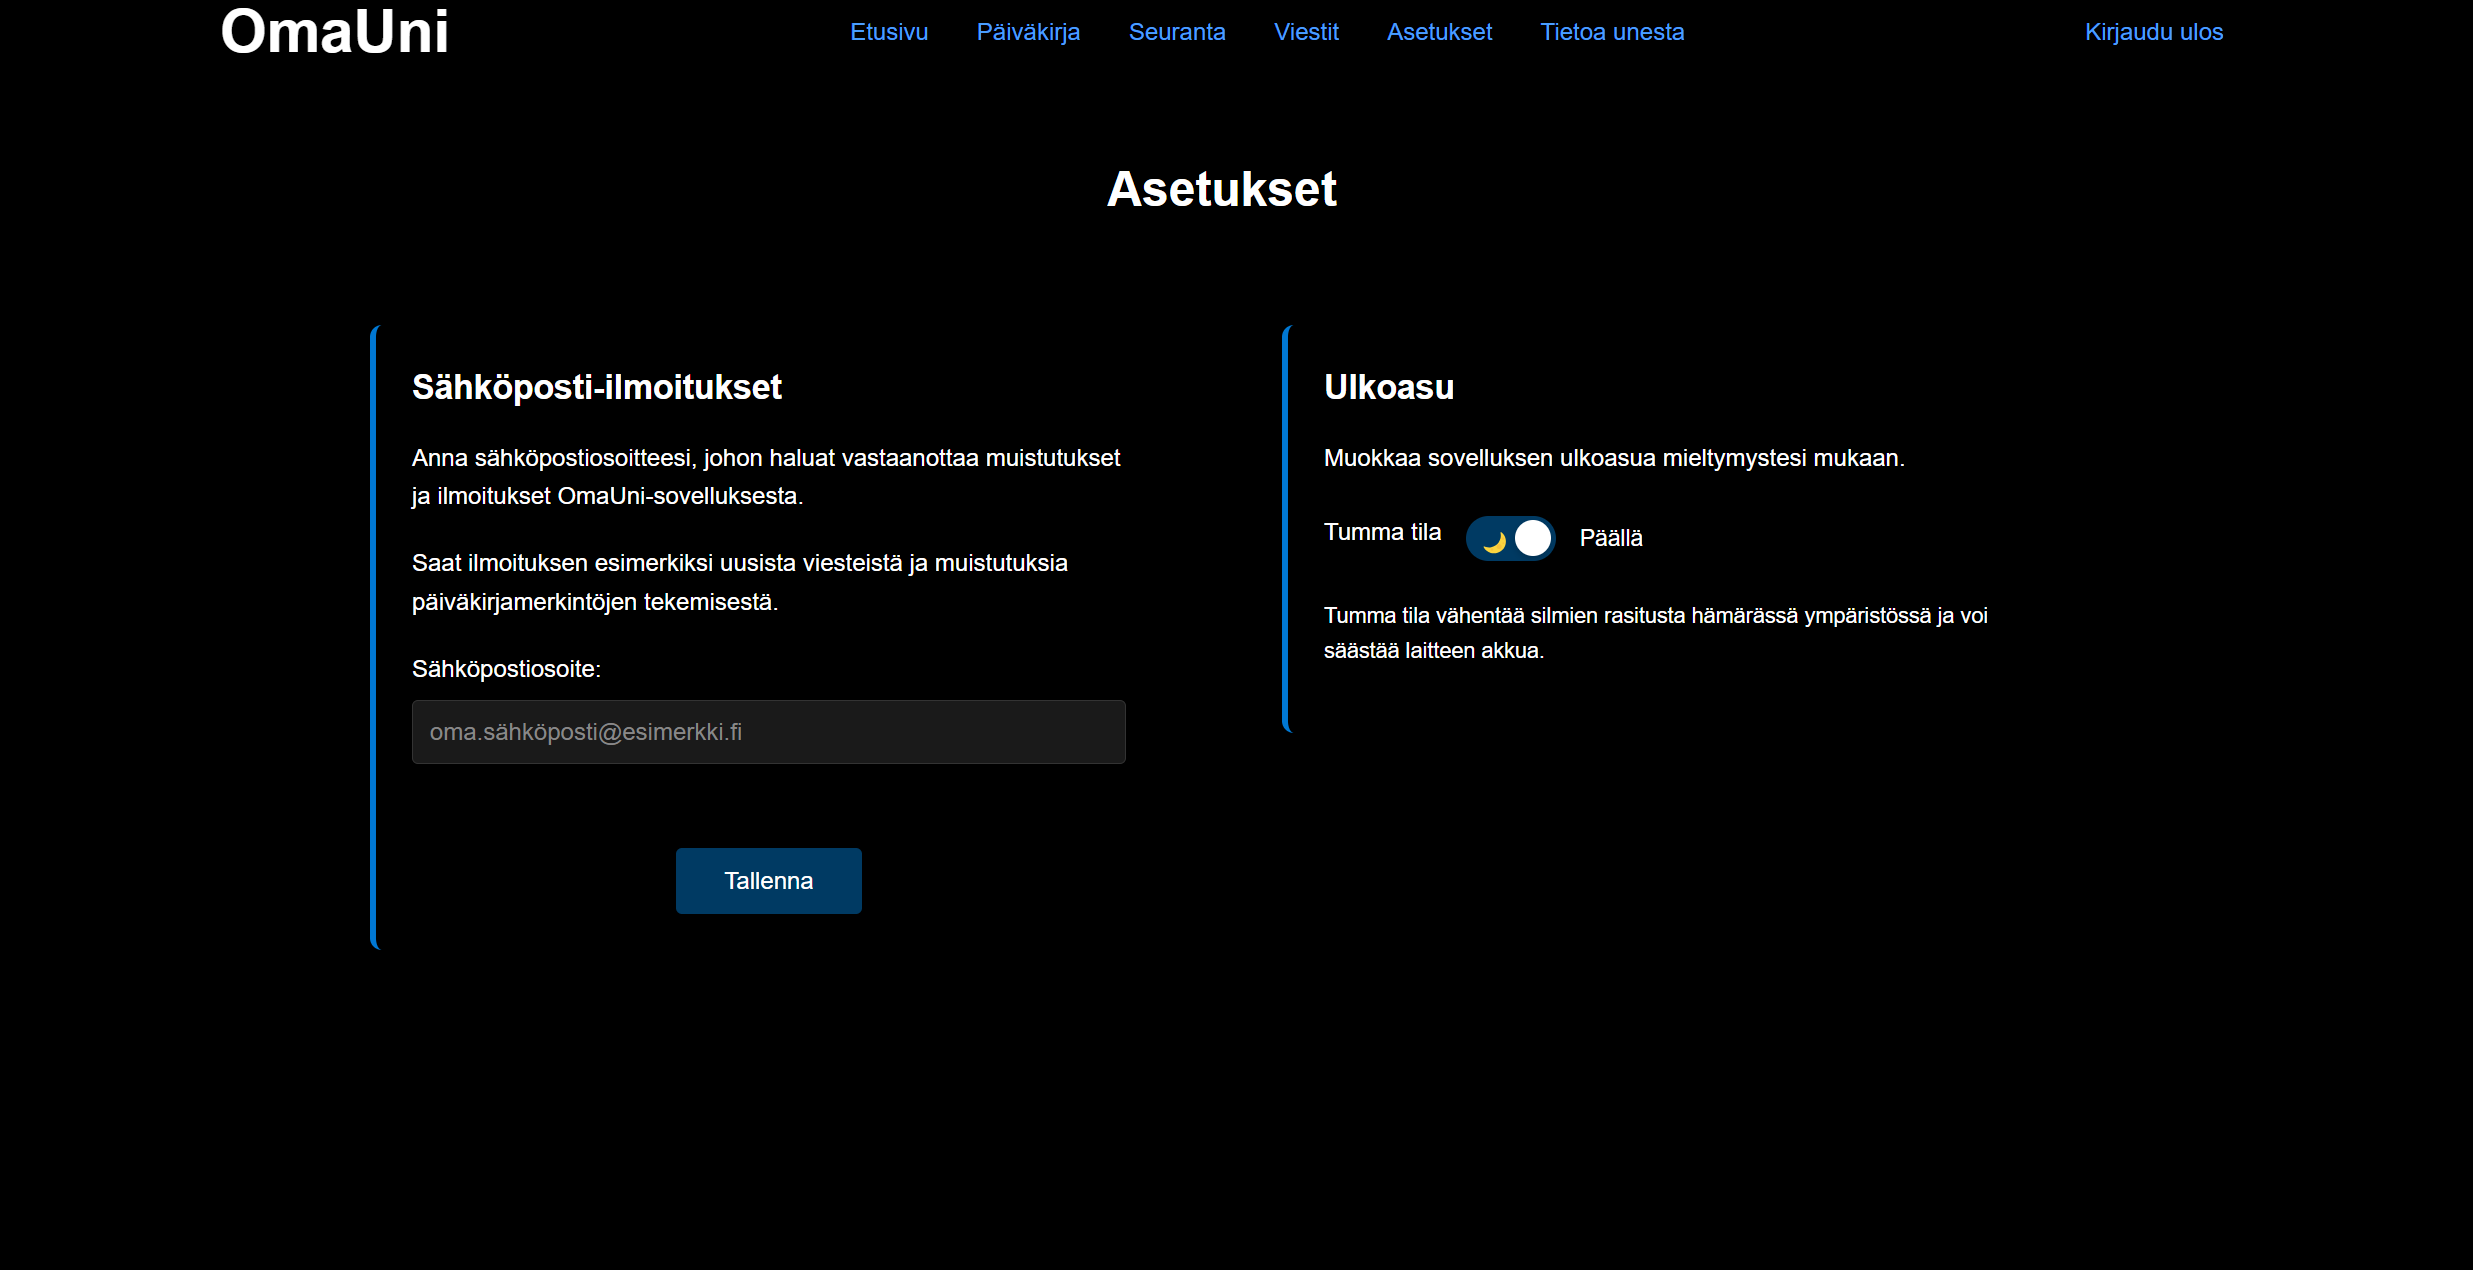 OmaUni
Etusivu Päiväkirja Seuranta Viestit Asetukset Tietoa unesta Kirjaudu ulos
Asetukset
Sähköposti-ilmoitukset
Anna sähköpostiosoitteesi, johon haluat vastaanottaa muistutukset
ja ilmoitukset OmaUni-sovelluksesta.
Saat ilmoituksen esimerkiksi uusista viesteistä ja muistutuksia
päiväkirjamerkintöjen tekemisestä.
Sähköpostiosoite:
oma.sähköposti@esimerkki.fi
Tallenna
Ulkoasu
Muokkaa sovelluksen ulkoasua mieltymystesi mukaan.
Tumma tila Päällä
Tumma tila vähentää silmien rasitusta hämärässä ympäristössä ja voi
säästää laitteen akkua.